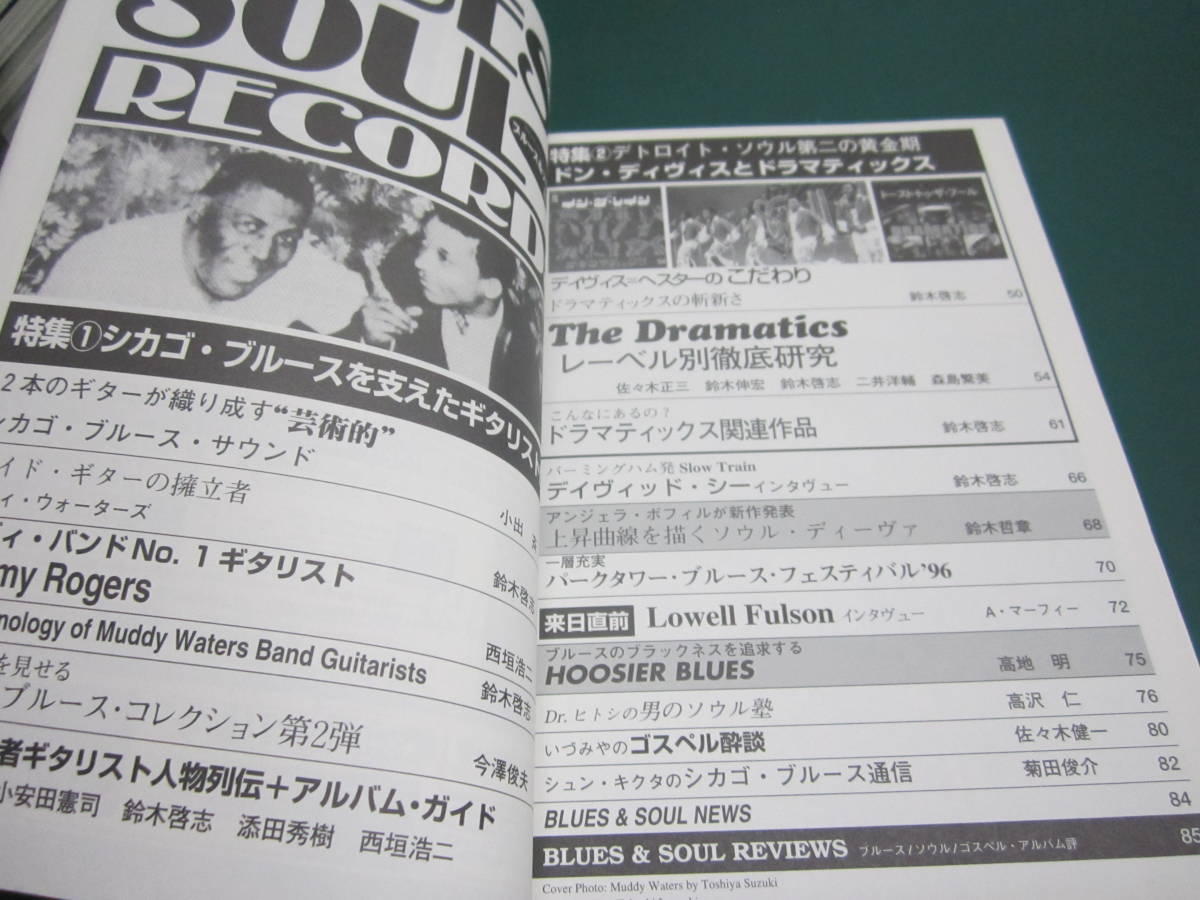 SOUL
RECORD
特集①シカゴ・ブルースを支えたギタリスト
2本のギターが織り成す“芸術的”
シカゴ・ブルース・サウンド
イド・ギターの擁立者
ィ・ウォーターズ
小出
ィ・バンドNo. 1 ギタリスト
鈴木啓志
my Rogers
西垣浩二
nology of Muddy Waters Band Guitarists
鈴木啓志
を見せる
ブルース・コレクション第2弾
今澤俊夫
者ギタリスト人物列伝+アルバム・ガイド
小安田憲司 鈴木啓志 添田秀樹 西垣浩二
特集②デトロイト・ソウル第二の黄金期
ドン・ディヴィスとドラマティックス
イン・ザ・レイン
トースト・トゥ・ザ・フール
デイヴィス=ヘスターのこだわり
ドラマティックスの斬新さ 鈴木啓志 50
The Dramatics
レーベル別徹底研究
佐々木正三 鈴木伸宏 鈴木啓志 二井洋輔 森島繁美 54
こんなにあるの?
ドラマティックス関連作品 鈴木啓志 61
バーミングハム発 Slow Train
デイヴィッド・シーインタヴュー 鈴木啓志 66
アンジェラ・ボフィルが新作発表
上昇曲線を描くソウル・ディーヴァ 鈴木哲章 68
一層充実
パークタワー・ブルース・フェスティバル'96 70
来日直前 Lowell Fulson インタヴュー A・マーフィー 72
ブルースのブラックネスを追求する
HOOSIER BLUES 高地 明 75
Dr.ヒトシの男のソウル塾 高沢 仁 76
いづみやのゴスペル酔談 佐々木健一 80
シュン・キクタのシカゴ・ブルース通信 菊田俊介 82
BLUES & SOUL NEWS 84
BLUES & SOUL REVIEWS ブルース/ソウル/ゴスペル・アルバム評 85
Cover Photo: Muddy Waters by Toshiya Suzuki